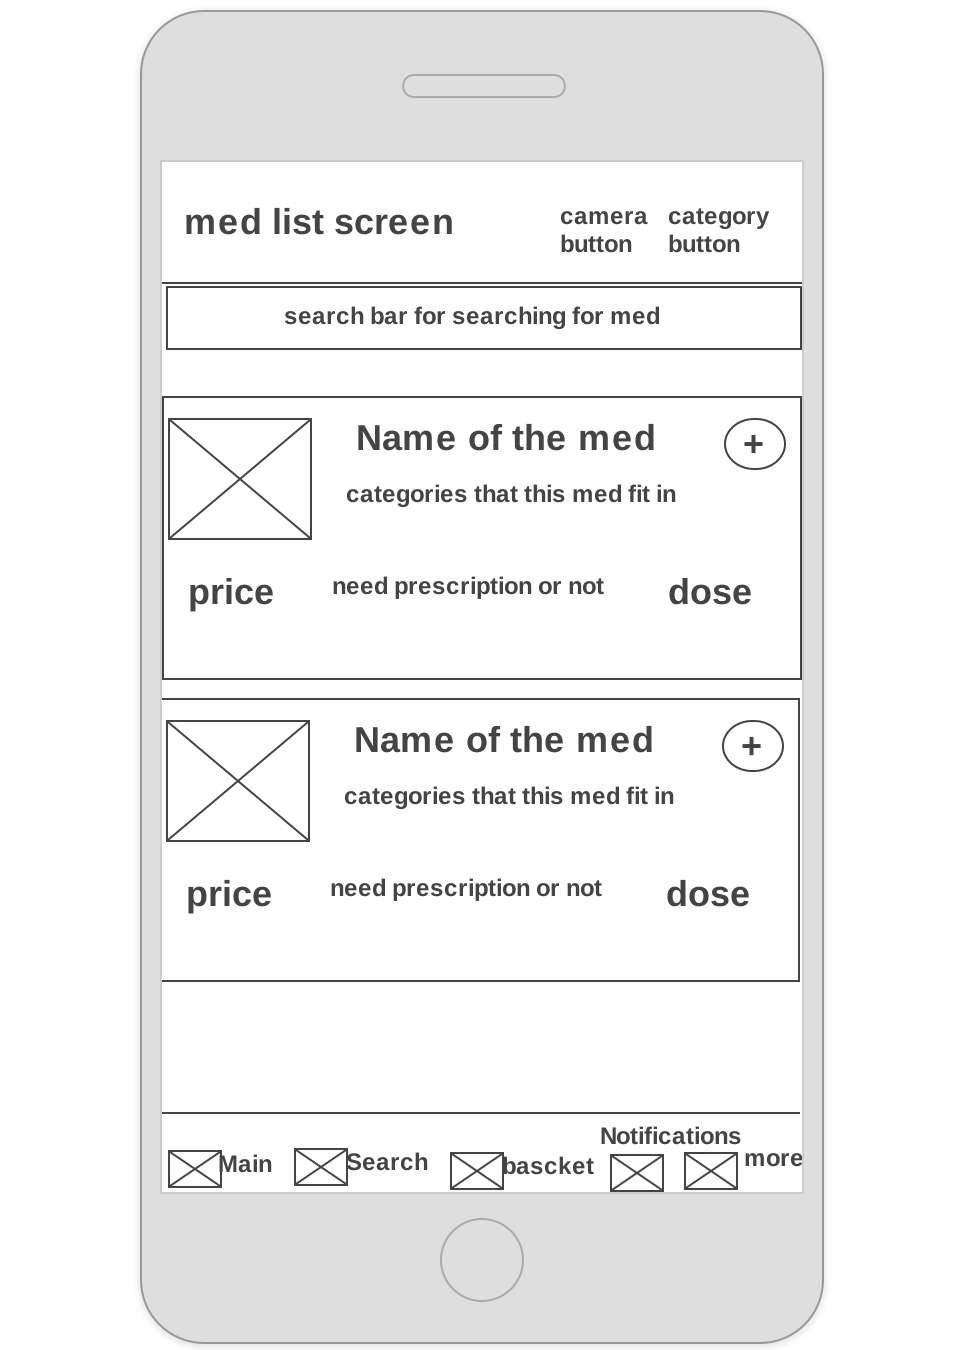 med list screen
camera button
category button
search bar for searching for med
Name of the med
+
categories that this med fit in
price
need prescription or not
dose
Name of the med
+
categories that this med fit in
price
need prescription or not
dose
Main
Search
bascket
Notifications
more